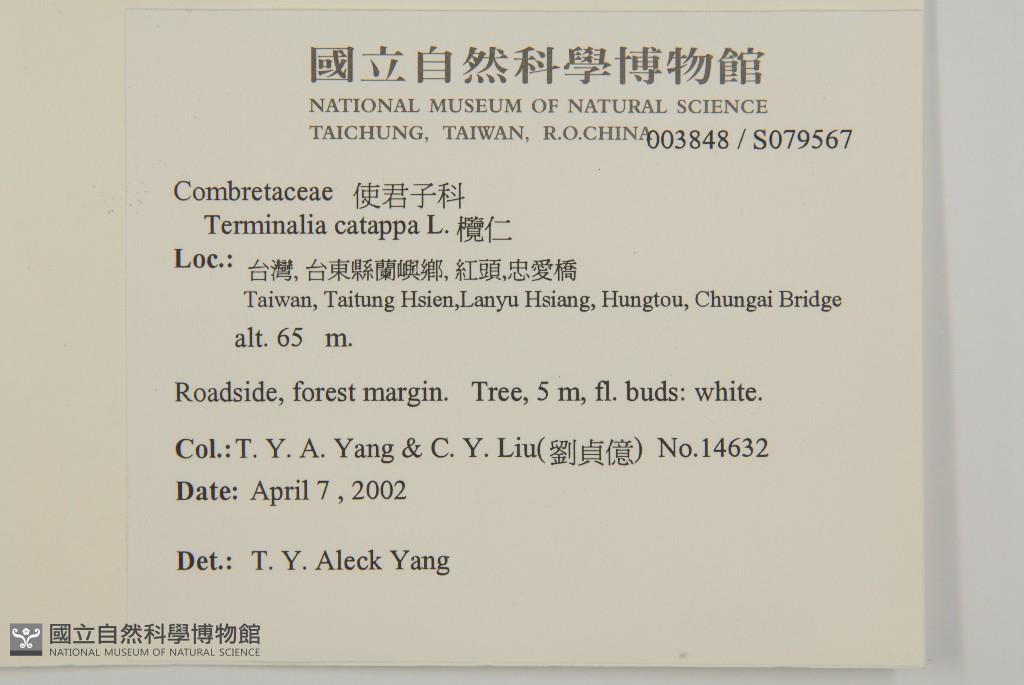 國立自然科學博物館
NATIONAL MUSEUM OF NATURAL SCIENCE
TAICHUNG, TAIWAN, R.O.CHINA
003848 / S079567
Combretaceae 使君子科
Terminalia catappa L. 欖仁
Loc.: 台灣, 台東縣蘭嶼鄉, 紅頭,忠愛橋
Taiwan, Taitung Hsien,Lanyu Hsiang, Hungtou, Chungai Bridge
alt. 65 m.
Roadside, forest margin. Tree, 5 m, fl. buds: white.
Col.: T. Y. A. Yang & C. Y. Liu(劉貞億) No.14632
Date: April 7 , 2002
Det.: T. Y. Aleck Yang
國立自然科學博物館
NATIONAL MUSEUM OF NATURAL SCIENCE